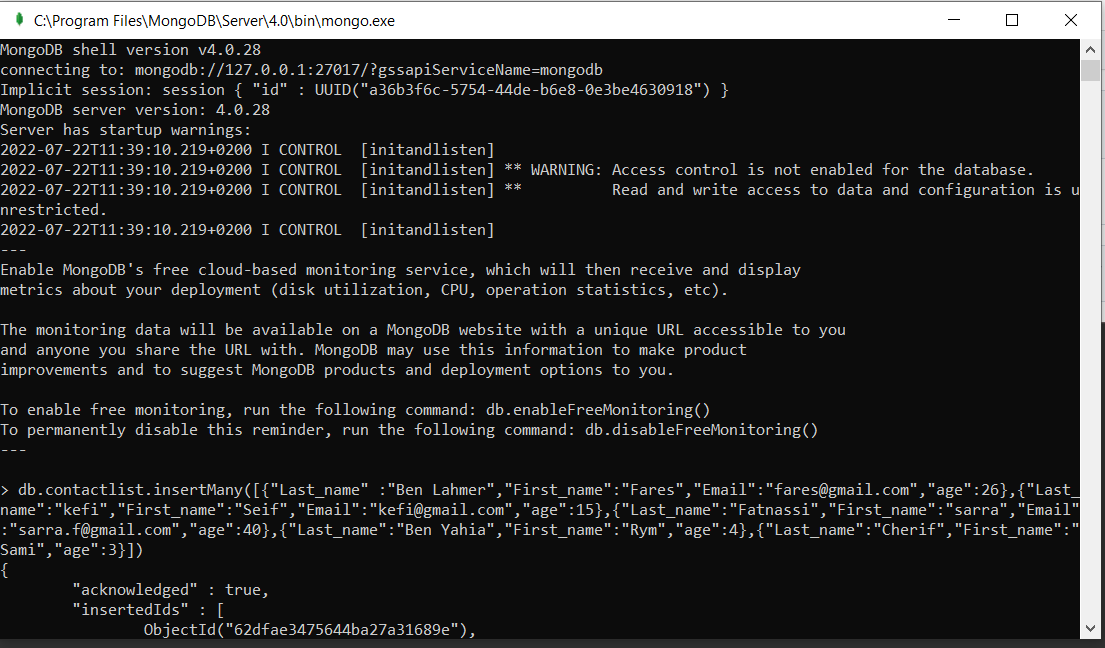 C:\Program Files\MongoDB\Server\4.0\bin\mongo.exe
MongoDB shell version v4.0.28
connecting to: mongodb://127.0.0.1:27017/?gssapiServiceName=mongodb
Implicit session: session { "id" : UUID("a36b3f6c-5754-44de-b6e8-0e3be4630918") }
MongoDB server version: 4.0.28
Server has startup warnings:
2022-07-22T11:39:10.219+0200 I CONTROL  [initandlisten]
2022-07-22T11:39:10.219+0200 I CONTROL  [initandlisten] ** WARNING: Access control is not enabled for the database.
2022-07-22T11:39:10.219+0200 I CONTROL  [initandlisten] **          Read and write access to data and configuration is u
nrestricted.
2022-07-22T11:39:10.219+0200 I CONTROL  [initandlisten]
---
Enable MongoDB's free cloud-based monitoring service, which will then receive and display
metrics about your deployment (disk utilization, CPU, operation statistics, etc).
The monitoring data will be available on a MongoDB website with a unique URL accessible to you
and anyone you share the URL with. MongoDB may use this information to make product
improvements and to suggest MongoDB products and deployment options to you.
To enable free monitoring, run the following command: db.enableFreeMonitoring()
To permanently disable this reminder, run the following command: db.disableFreeMonitoring()
---
> db.contactlist.insertMany([{"Last_name" :"Ben Lahmer","First_name":"Fares","Email":"fares@gmail.com","age":26},{"Last_
name":"kefi","First_name":"Seif","Email":"kefi@gmail.com","age":15},{"Last_name":"Fatnassi","First_name":"sarra","Email"
:"sarra.f@gmail.com","age":40},{"Last_name":"Ben Yahia","First_name":"Rym","age":4},{"Last_name":"Cherif","First_name":"
Sami","age":3}])
{
        "acknowledged" : true,
        "insertedIds" : [
                ObjectId("62dfae3475644ba27a31689e"),